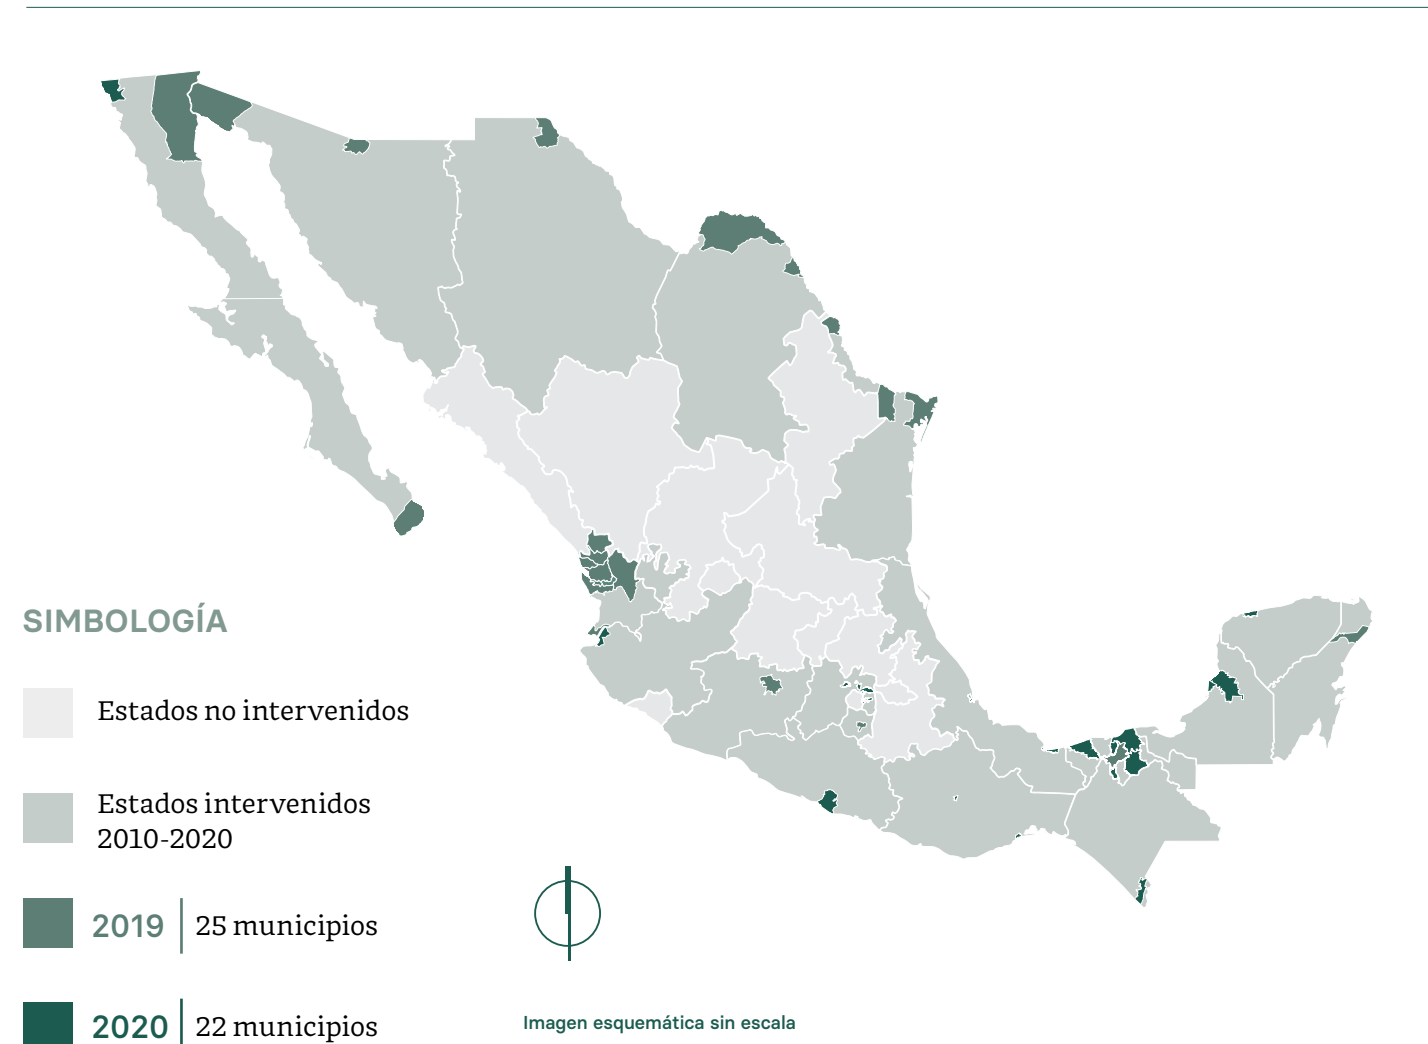 SIMBOLOGÍA
Estados no intervenidos
Estados intervenidos
2010-2020
2019 | 25 municipios
2020 | 22 municipios
Imagen esquemática sin escala